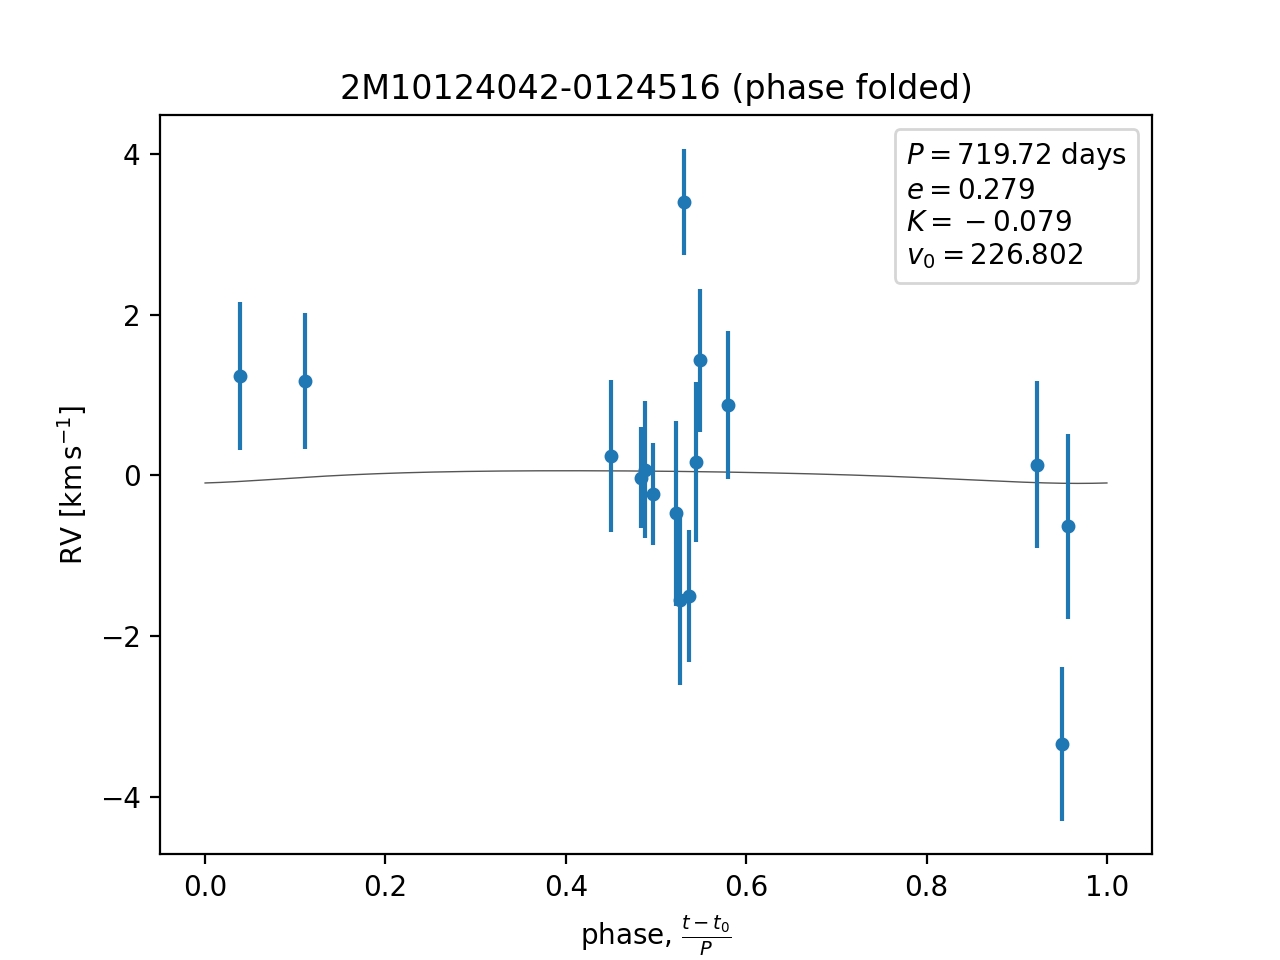 2M10124042-0124516 (phase folded)
P = 719.72 days
e = 0.279
K = −0.079
v₀ = 226.802
RV [km s⁻¹]
4
2
0
−2
−4
0.0 0.2 0.4 0.6 0.8 1.0
phase, (t − t₀)/P